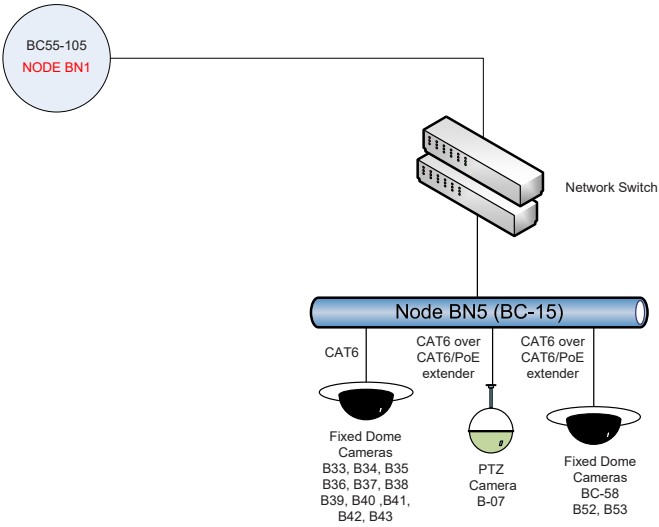 BC55-105
NODE BN1
Network Switch
Node BN5 (BC-15)
CAT6
CAT6 over
CAT6/PoE
extender
CAT6 over
CAT6/PoE
extender
Fixed Dome
Cameras
B33, B34, B35
B36, B37, B38
B39, B40 ,B41,
B42, B43
PTZ
Camera
B-07
Fixed Dome
Cameras
BC-58
B52, B53